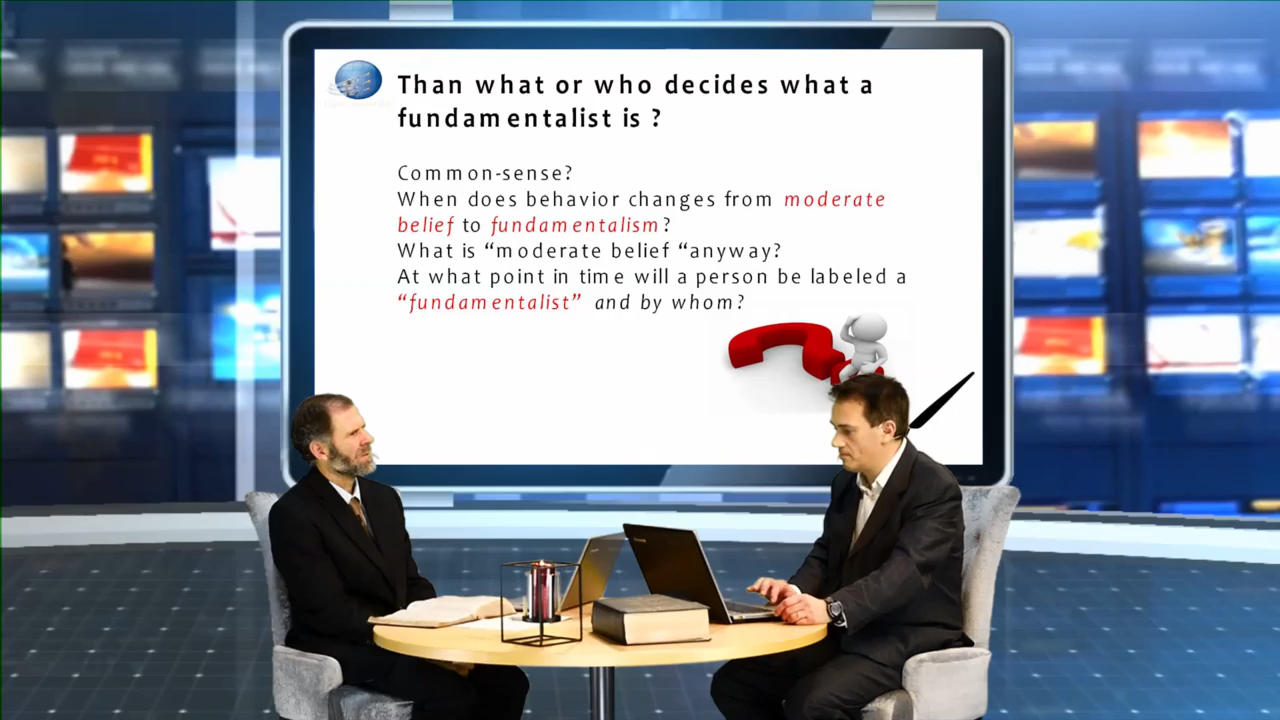 Than what or who decides what a
fundamentalist is ?
Common-sense?
When does behavior changes from moderate
belief to fundamentalism?
What is “moderate belief “anyway?
At what point in time will a person be labeled a
“fundamentalist” and by whom?